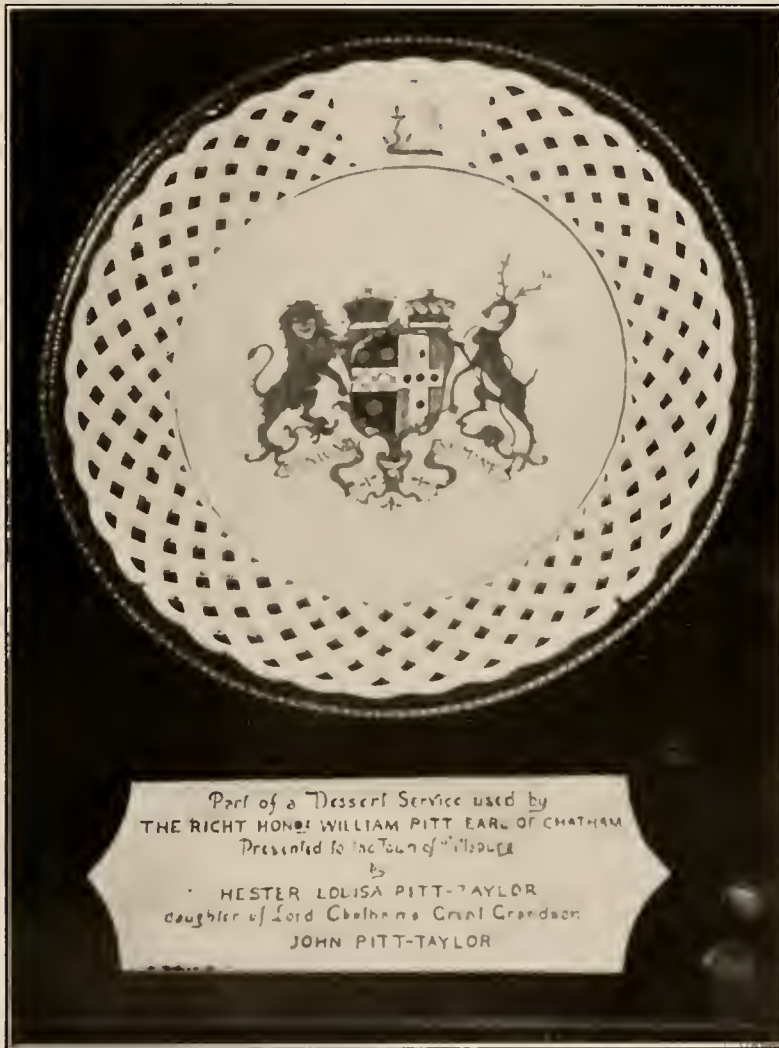 Part of a Dessert Service used by
THE RIGHT HONBL WILLIAM PITT EARL OF CHATHAM
Presented to the Town of
by
HESTER LOUISA PITT-TAYLOR
daughter of Lord Chatham's Great Grandson
JOHN PITT-TAYLOR